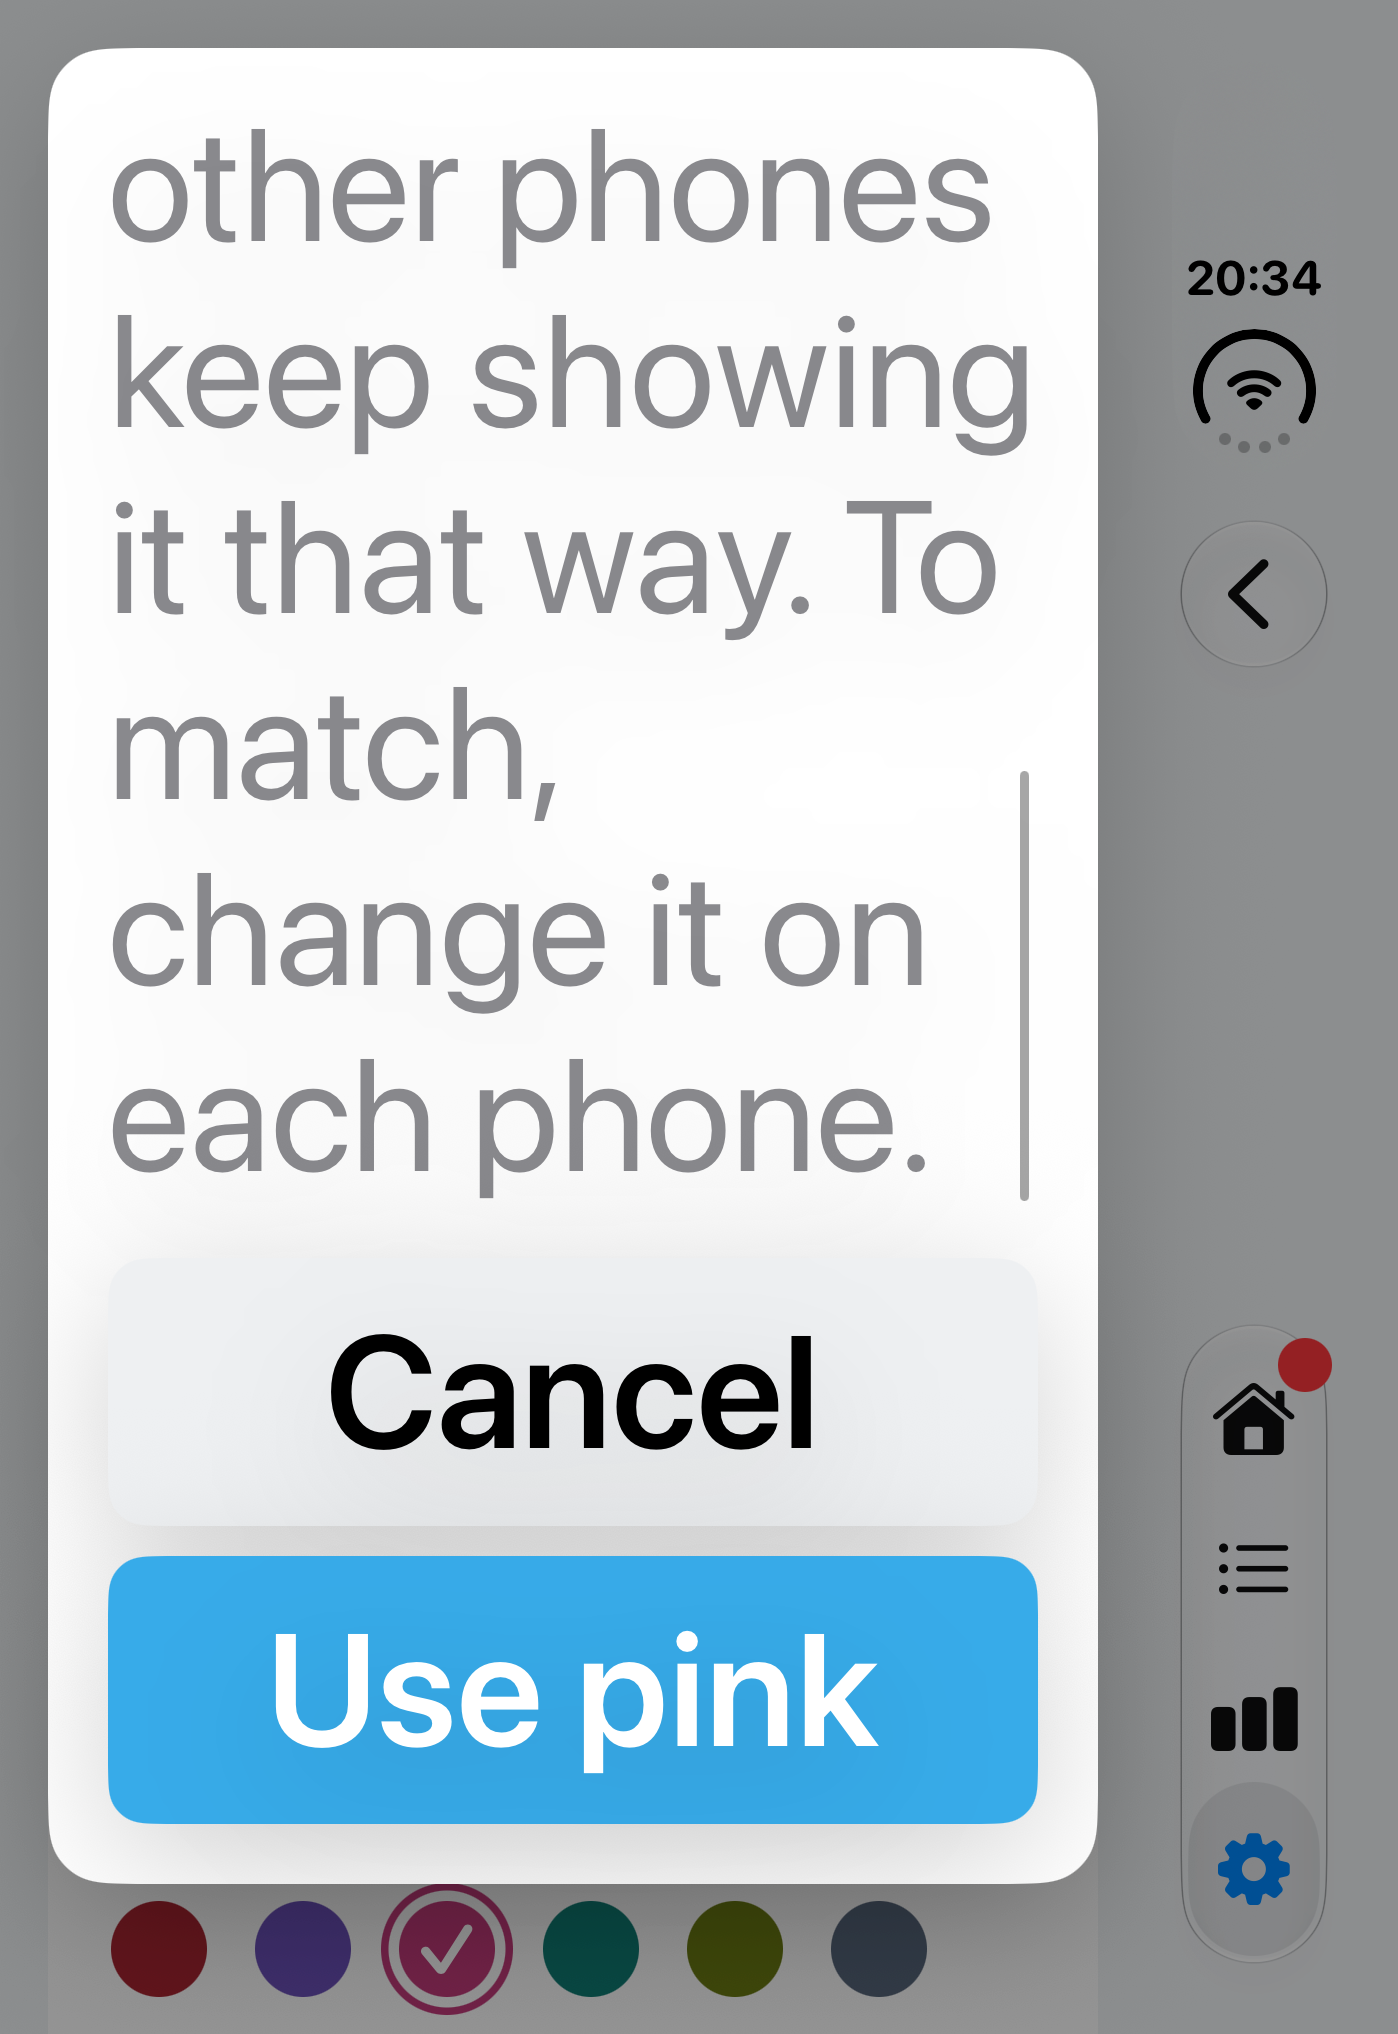 other phones
keep showing
it that way. To
match,
change it on
each phone.
Cancel
Use pink
20:34